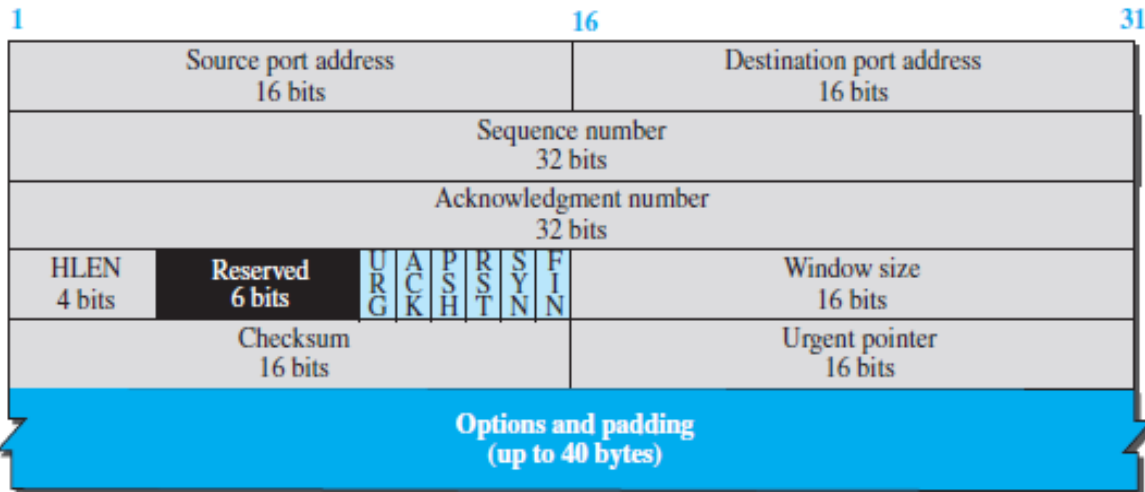 1 16 31
Source port address Destination port address
16 bits 16 bits
Sequence number
32 bits
Acknowledgment number
32 bits
HLEN Reserved URG ACK PSH RST SYN FIN Window size
4 bits 6 bits 16 bits
Checksum Urgent pointer
16 bits 16 bits
Options and padding
(up to 40 bytes)